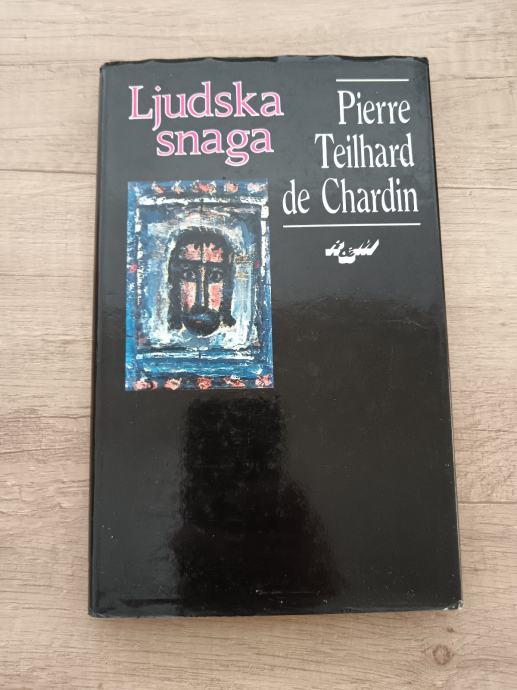 Ljudska
snaga
Pierre
Teilhard
de Chardin